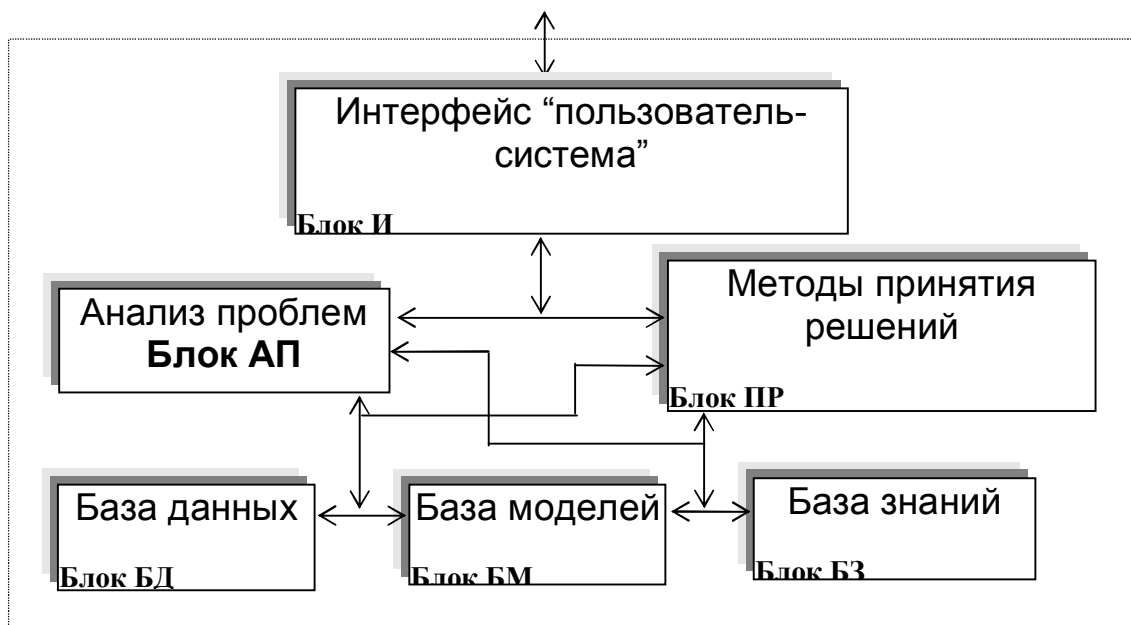 Интерфейс “пользователь-
система”
Блок И
Анализ проблем
Блок АП
Методы принятия
решений
Блок ПР
База данных
Блок БД
База моделей
Блок БМ
База знаний
Блок БЗ